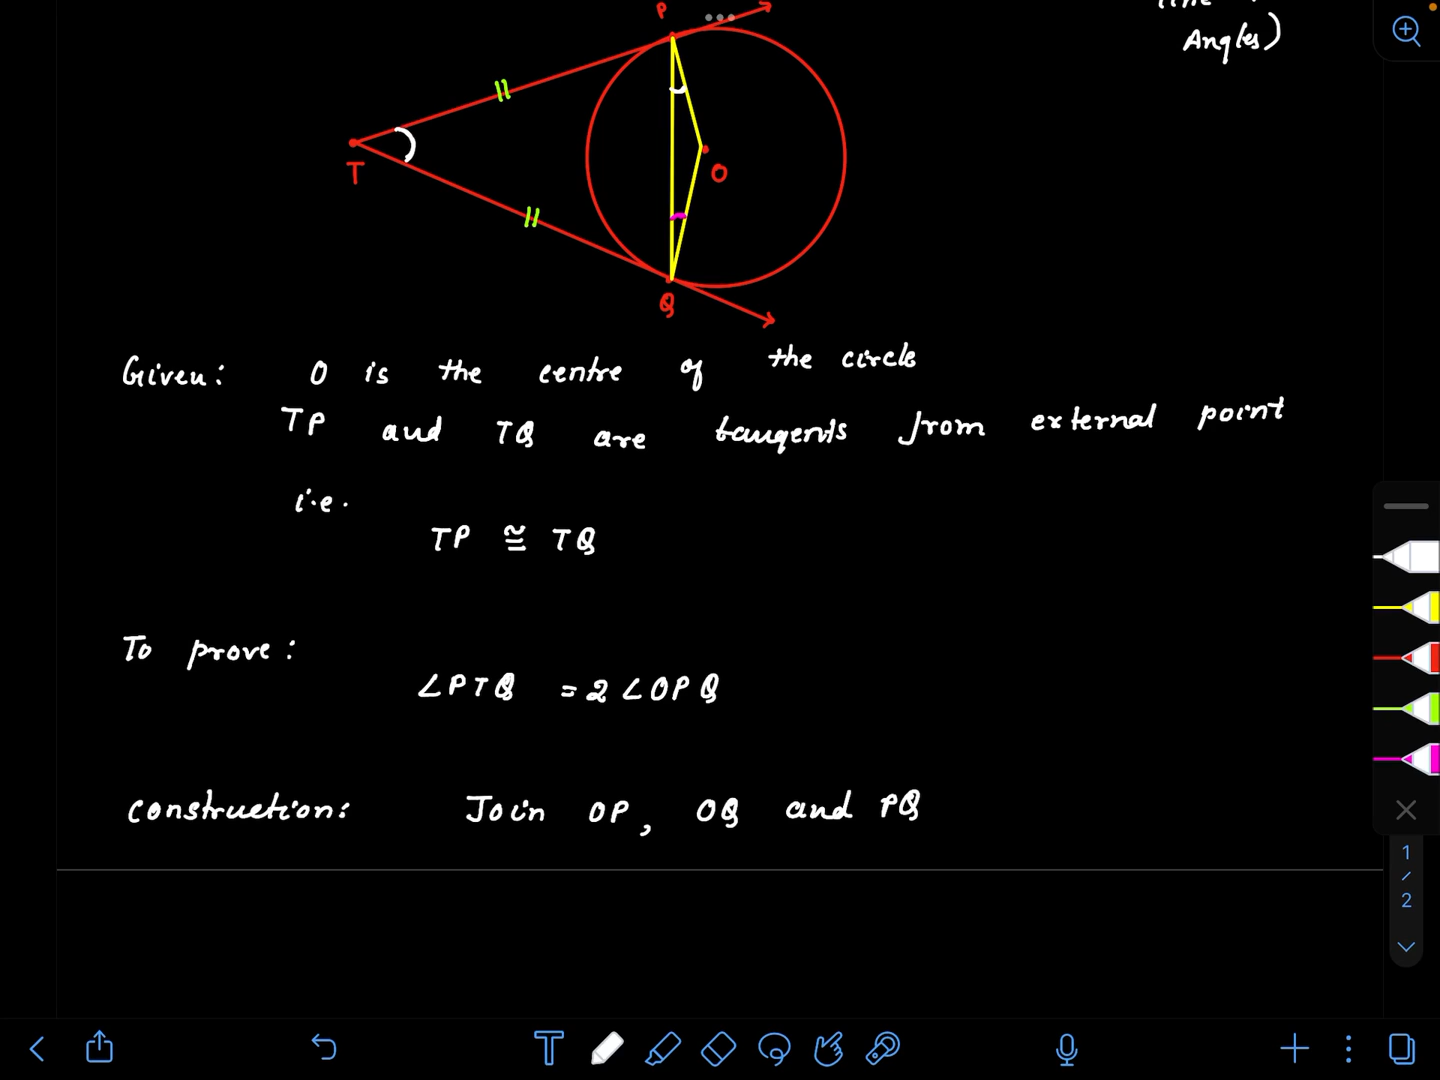 P
Angles)
T
O
Q
Given: O is the centre of the circle
TP and TQ are tangents from external point
i.e.
TP ≅ TQ
To prove:
∠PTQ = 2∠OPQ
Construction: Join OP, OQ and PQ
1
/
2
T